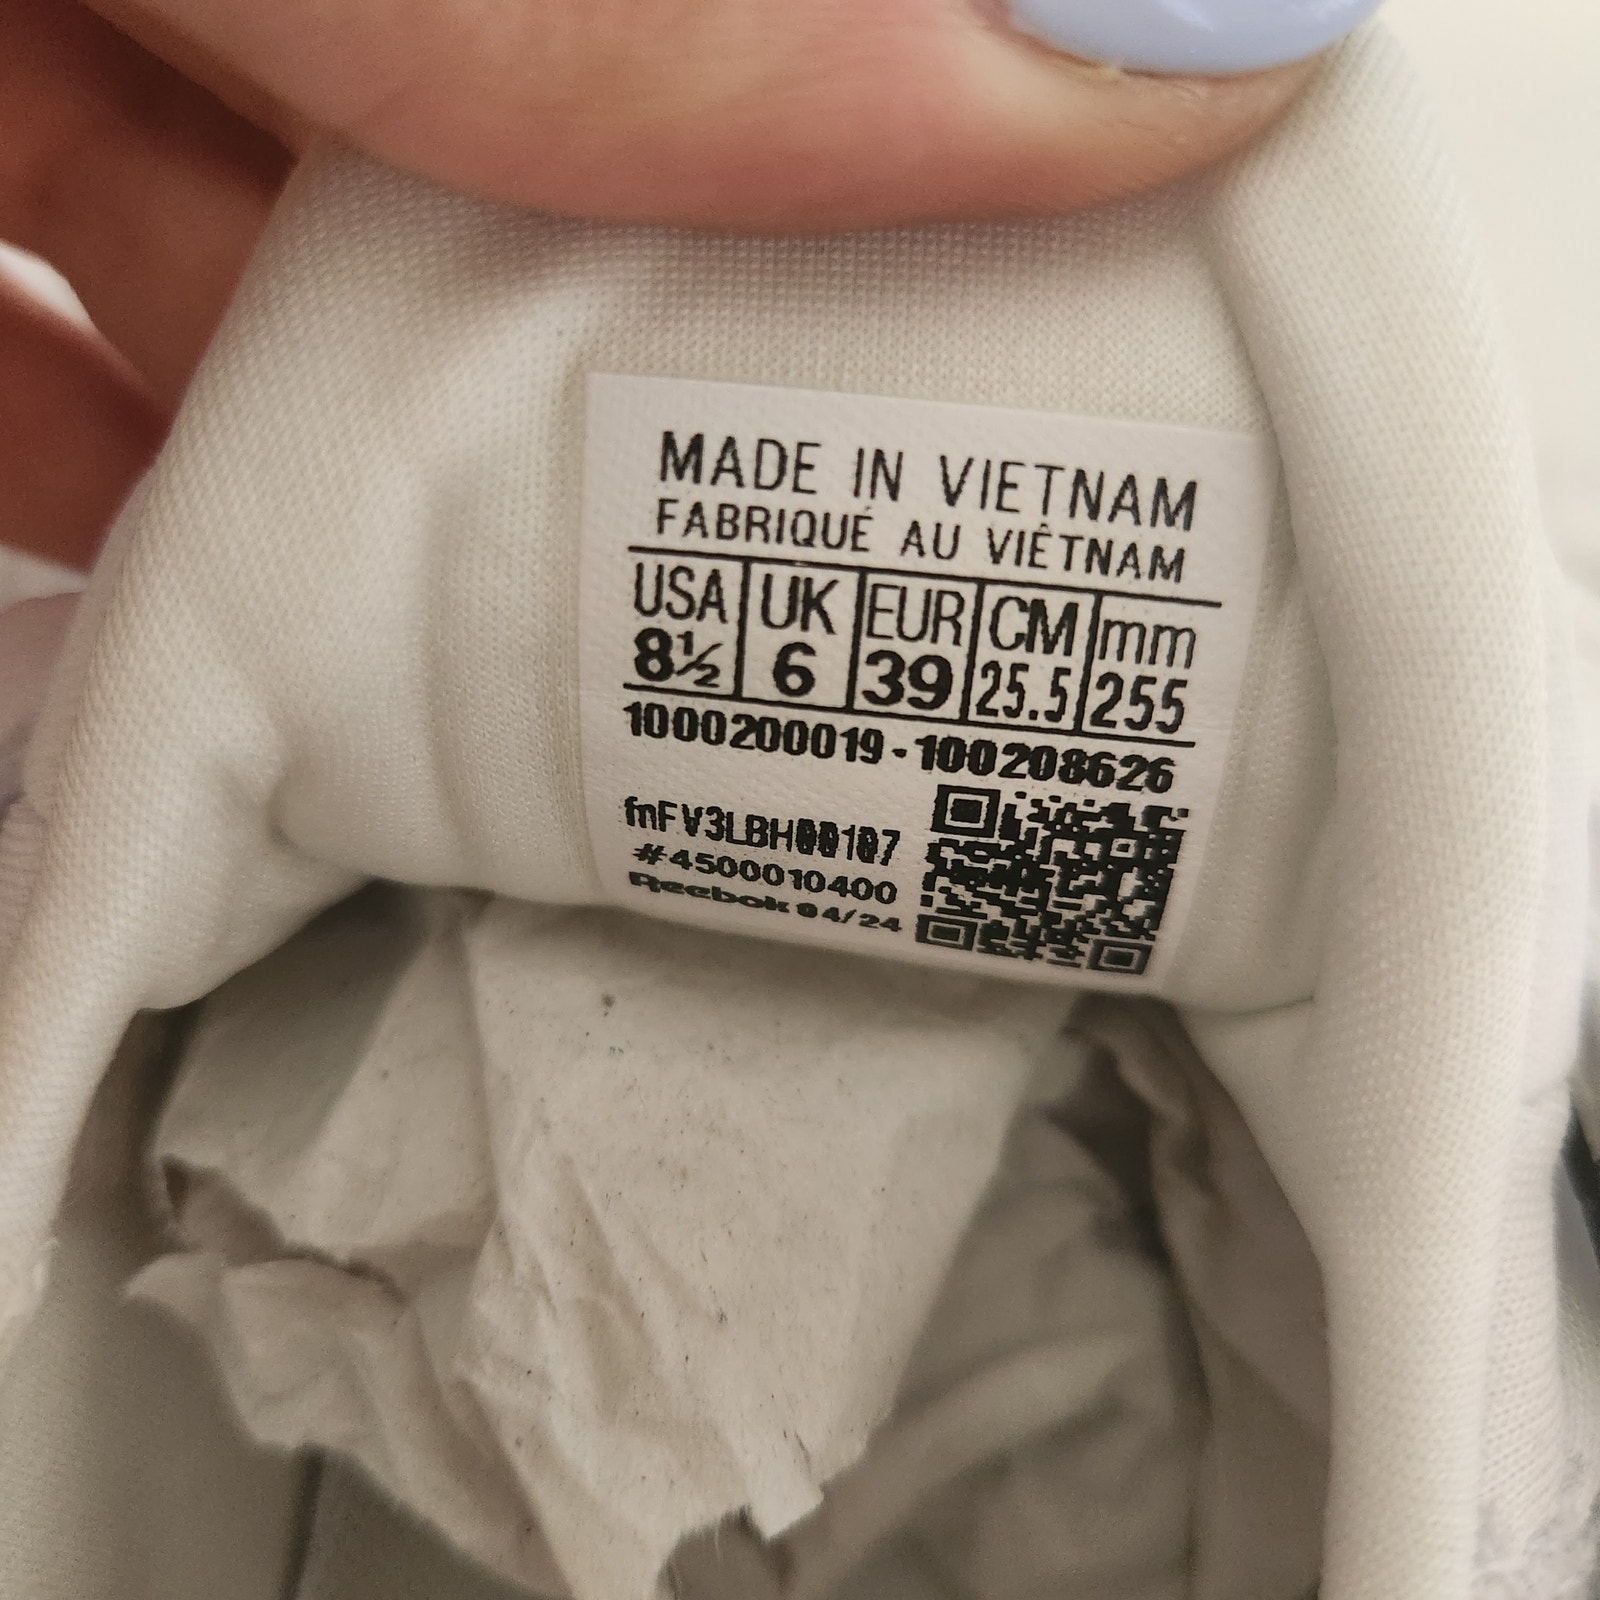 MADE IN VIETNAM
FABRIQUÉ AU VIÊTNAM
USA UK EUR CM mm
8½ 6 39 25.5 255
1000200019-100208626
fnFV3LBH00107
#4500010400
Reebok 04/24